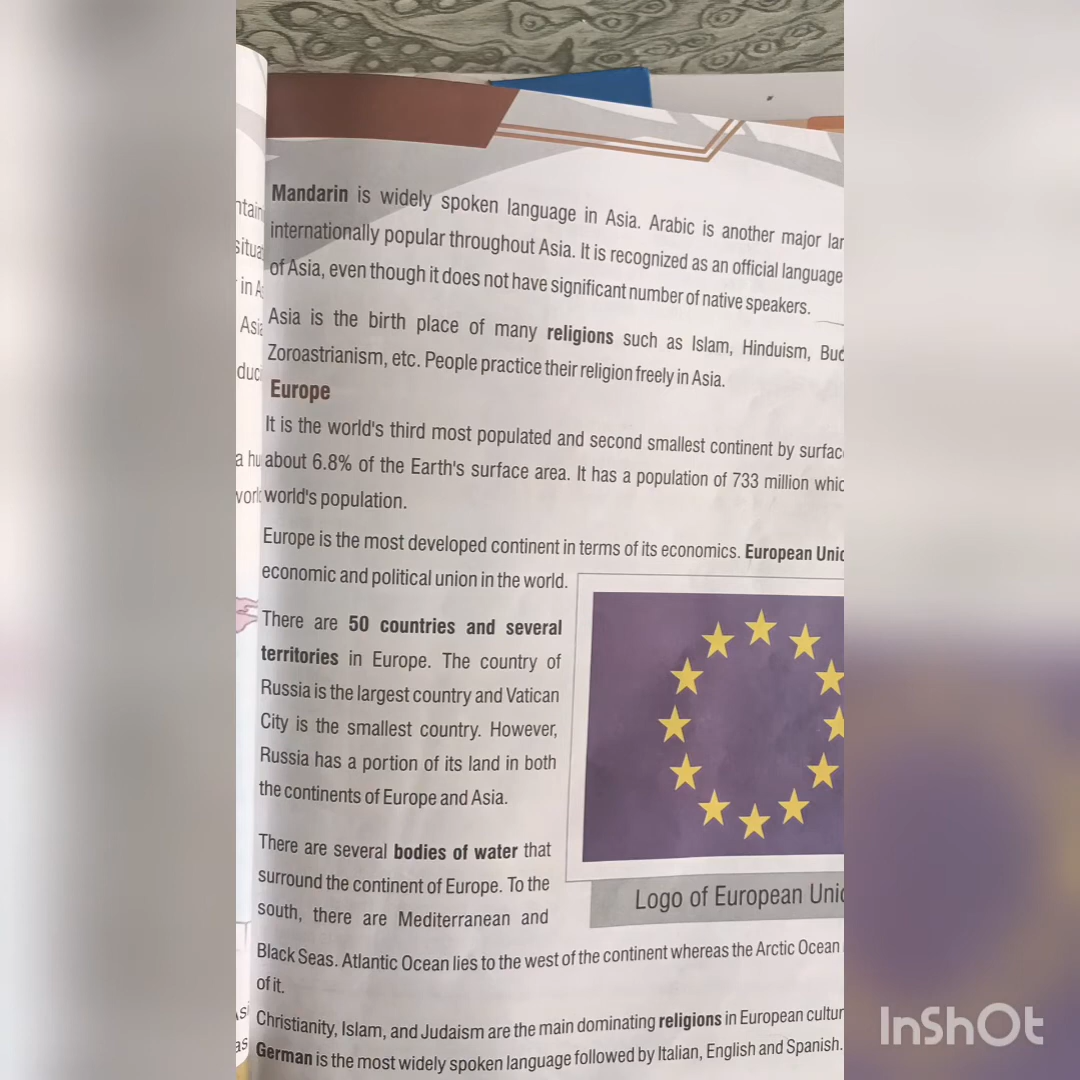 Mandarin is widely spoken language in Asia. Arabic is another major
internationally popular throughout Asia. It is recognized as an official language
of Asia, even though it does not have significant number of native speakers.
Asia is the birth place of many religions such as Islam, Hinduism,
Zoroastrianism, etc. People practice their religion freely in Asia.
Europe
It is the world's third most populated and second smallest continent by
about 6.8% of the Earth's surface area. It has a population of 733 million
world's population.
Europe is the most developed continent in terms of its economics. European
economic and political union in the world.
There are 50 countries and several
territories in Europe. The country of
Russia is the largest country and Vatican
City is the smallest country. However,
Russia has a portion of its land in both
the continents of Europe and Asia.
There are several bodies of water that
surround the continent of Europe. To the
south, there are Mediterranean and
Logo of European
Black Seas. Atlantic Ocean lies to the west of the continent whereas the Arctic Ocean
of it.
Christianity, Islam, and Judaism are the main dominating religions in European
German is the most widely spoken language followed by Italian, English and Spanish.
InShOt